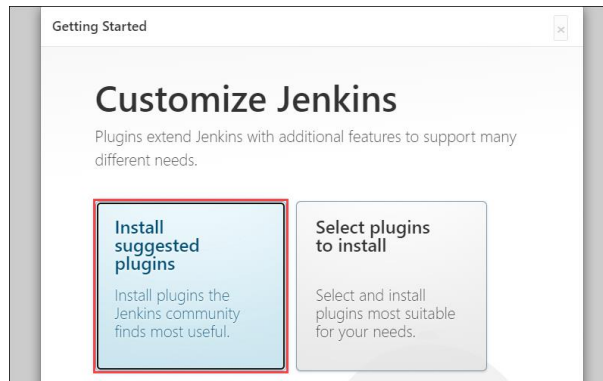 Getting Started
×
Customize Jenkins
Plugins extend Jenkins with additional features to support many
different needs.
Install
suggested
plugins
Install plugins the
Jenkins community
finds most useful.
Select plugins
to install
Select and install
plugins most suitable
for your needs.